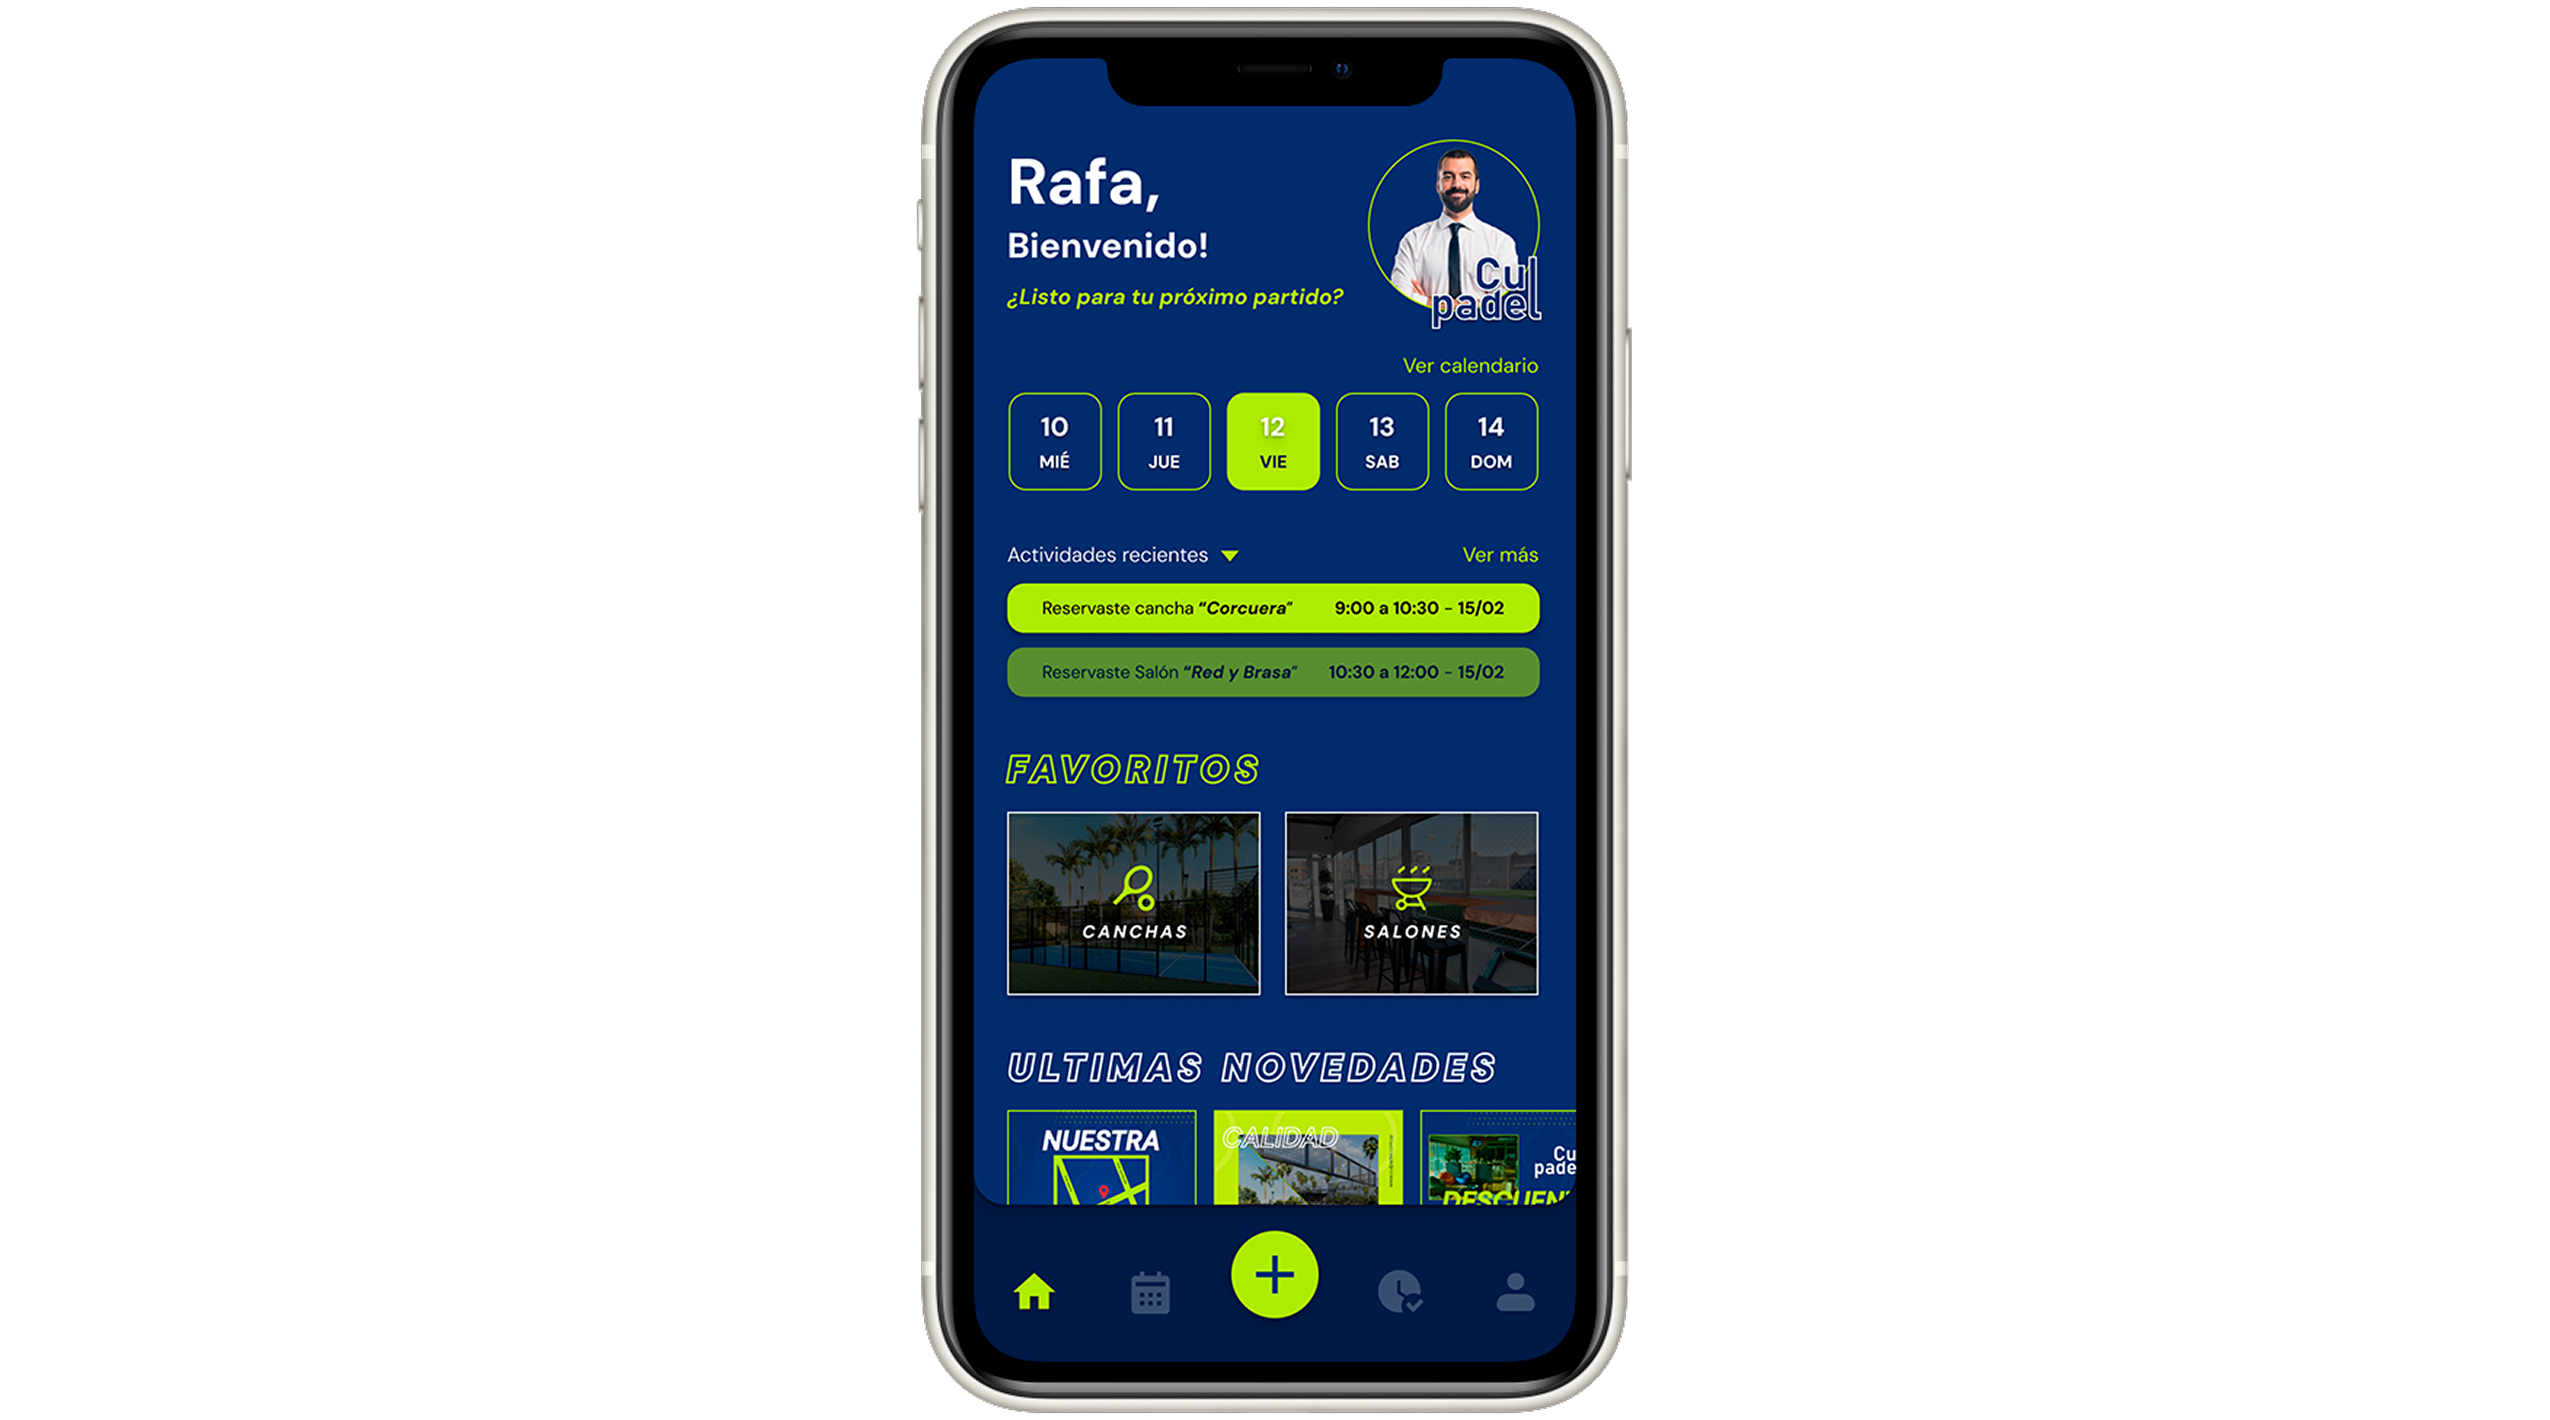 Rafa,
Bienvenido!
¿Listo para tu próximo partido?
Cu
padel
Ver calendario
10 11 12 13 14
MIÉ JUE VIE SAB DOM
Actividades recientes Ver más
Reservaste cancha “Corcuera” 9:00 a 10:30 - 15/02
Reservaste Salón “Red y Brasa” 10:30 a 12:00 - 15/02
FAVORITOS
CANCHAS SALONES
ULTIMAS NOVEDADES
NUESTRA CALIDAD
Cu
pade
DESCUEN